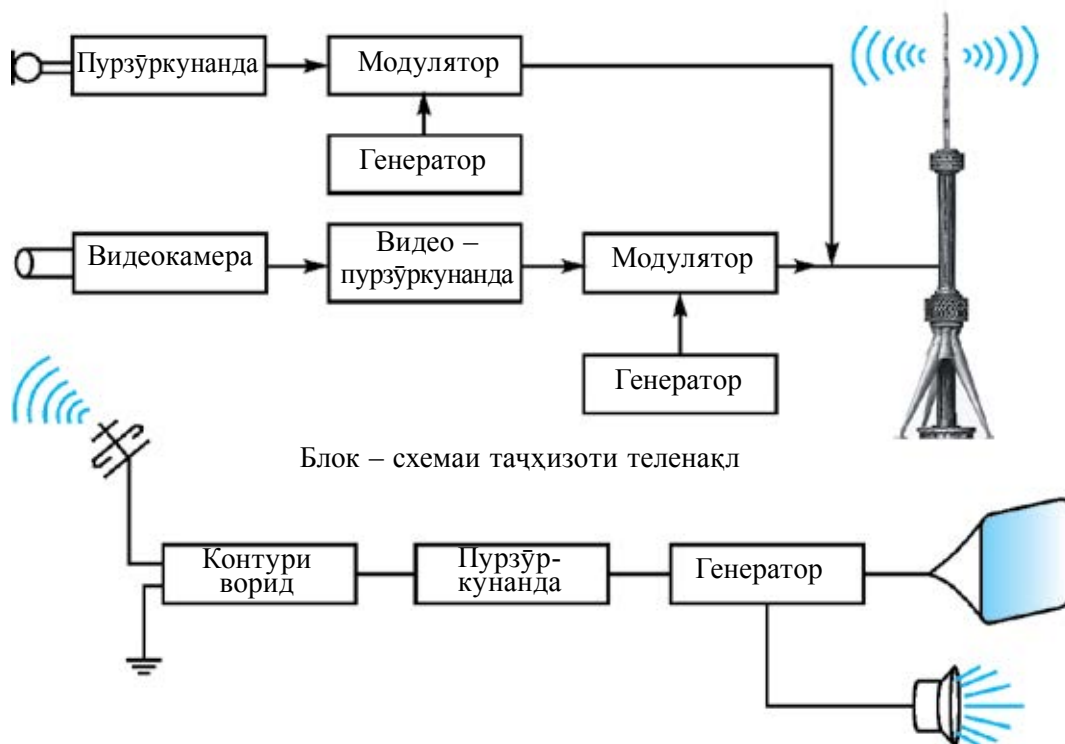 Пурзӯркунанда
Модулятор
Генератор
Видеокамера
Видео –
пурзӯркунанда
Модулятор
Генератор
Блок – схемаи таҷҳизоти теленақл
Контури
ворид
Пурзӯр-
кунанда
Генератор